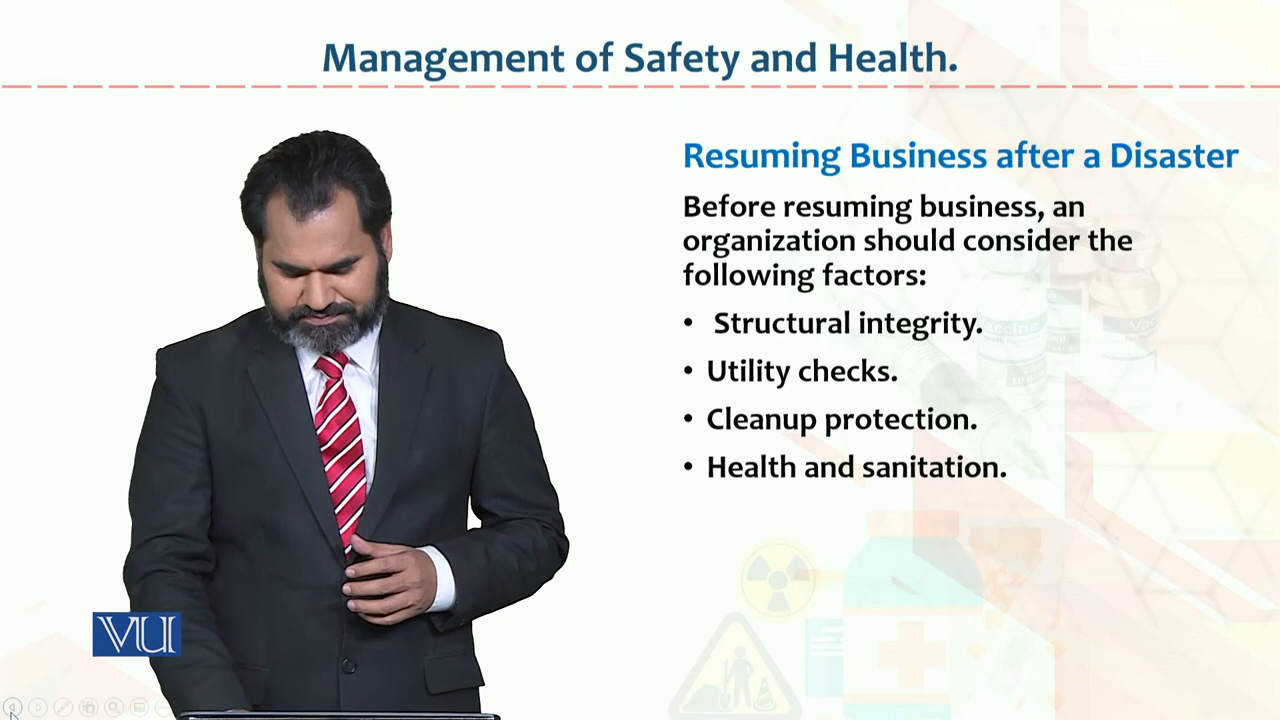 Management of Safety and Health.
Resuming Business after a Disaster
Before resuming business, an
organization should consider the
following factors:
• Structural integrity.
• Utility checks.
• Cleanup protection.
• Health and sanitation.
VU